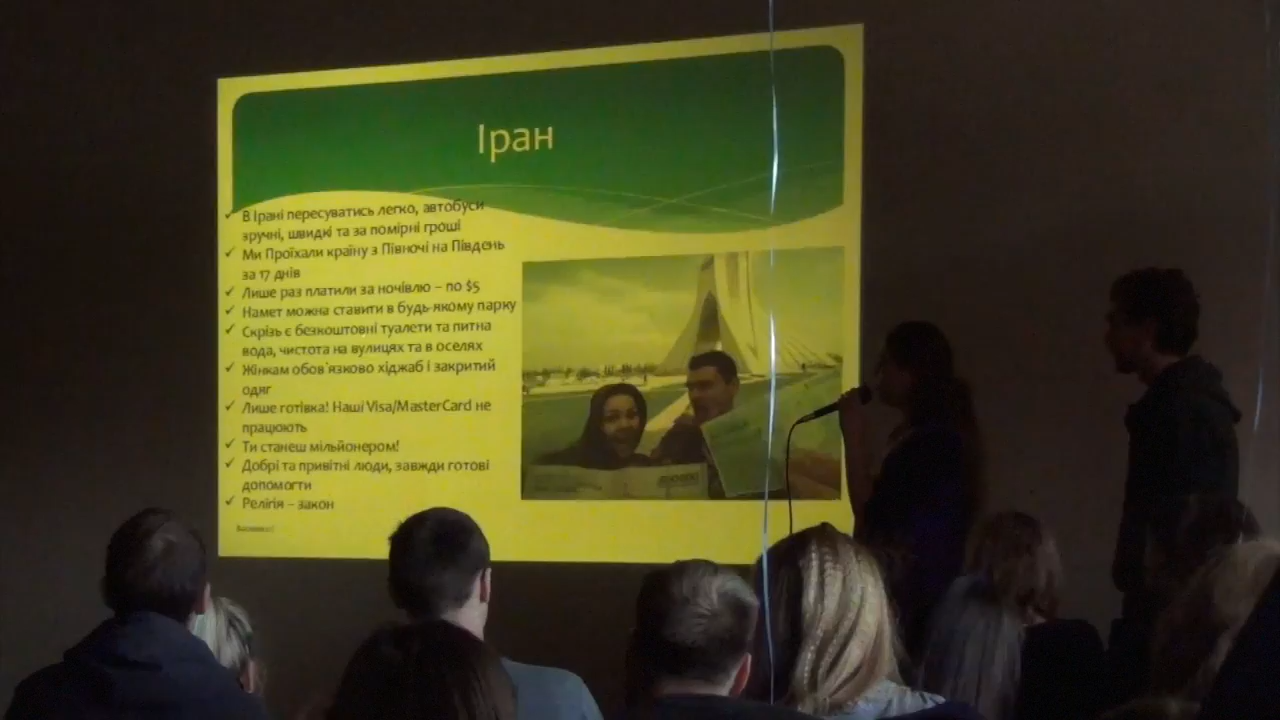 Іран
В Ірані пересуватись легко, автобуси
зручні, швидкі та за помірні гроші
Ми Проїхали країну з Півночі на Південь
за 17 днів
Лише раз платили за ночівлю – по $5
Намет можна ставити в будь-якому парку
Скрізь є безкоштовні туалети та питна
вода, чистота на вулицях та в оселях
Жінкам обов'язково хіджаб і закритий
одяг
Лише готівка! Наші Visa/MasterCard не
працюють
Ти станеш мільйонером!
Добрі та привітні люди, завжди готові
допомогти
Релігія – закон